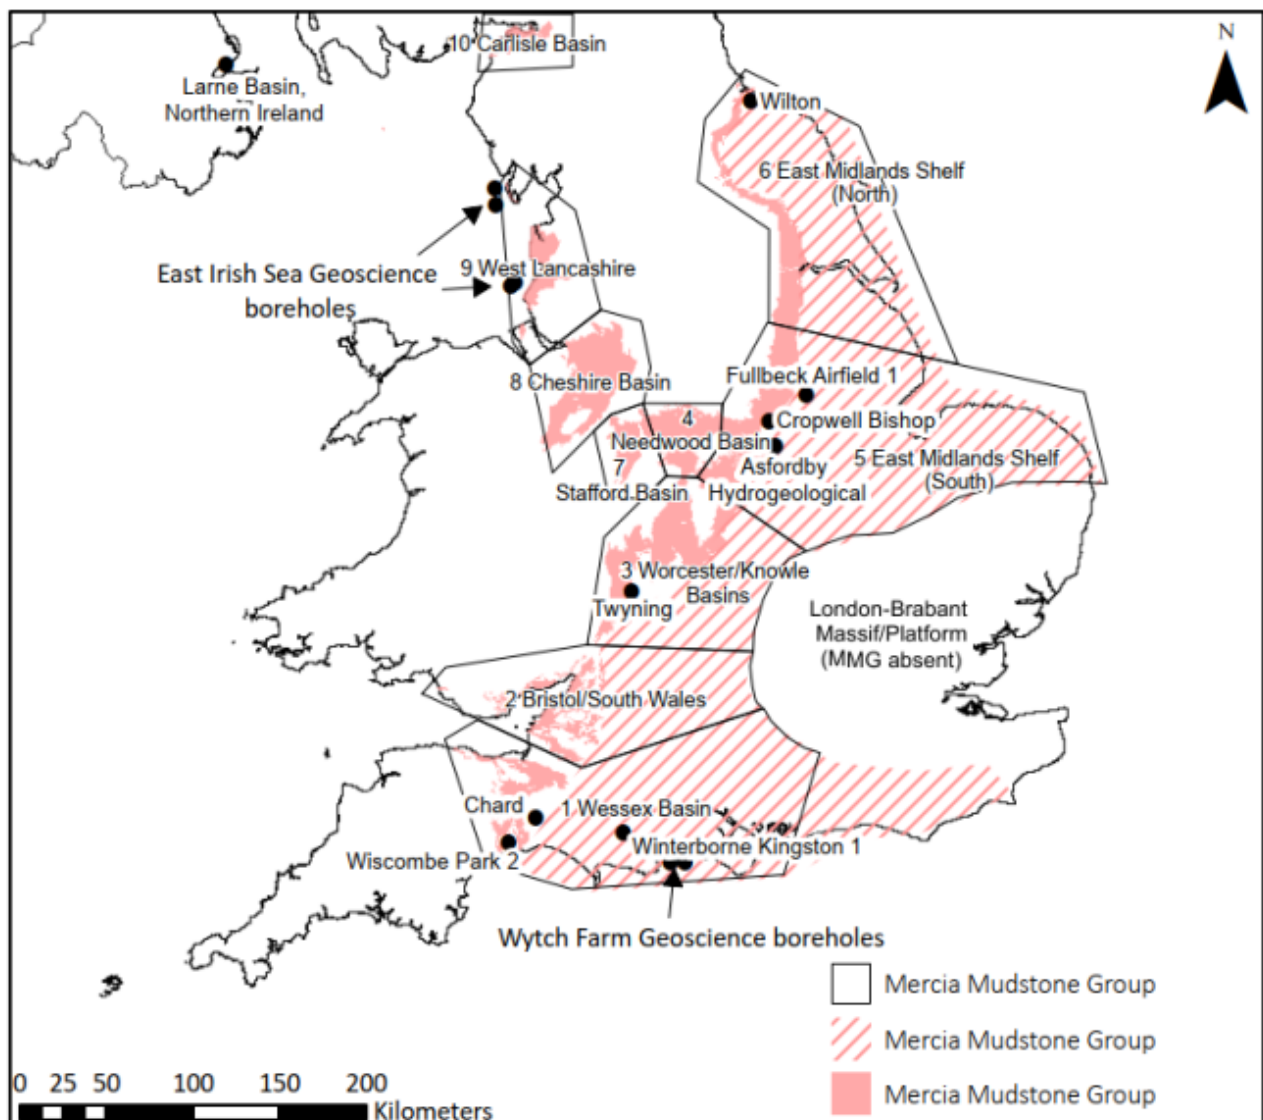 N
10 Carlisle Basin
Larne Basin,
Northern Ireland
Wilton
6 East Midlands Shelf
(North)
East Irish Sea Geoscience
boreholes
9 West Lancashire
8 Cheshire Basin
Fullbeck Airfield 1
4
Needwood Basin
Cropwell Bishop
Asfordby
5 East Midlands Shelf
(South)
7
Stafford Basin
Hydrogeological
3 Worcester/Knowle
Basins
Twyning
London-Brabant
Massif/Platform
(MMG absent)
2 Bristol/South Wales
Chard
1 Wessex Basin
Winterborne Kingston 1
Wiscombe Park 2
Wytch Farm Geoscience boreholes
Mercia Mudstone Group
Mercia Mudstone Group
Mercia Mudstone Group
0 25 50 100 150 200
Kilometers